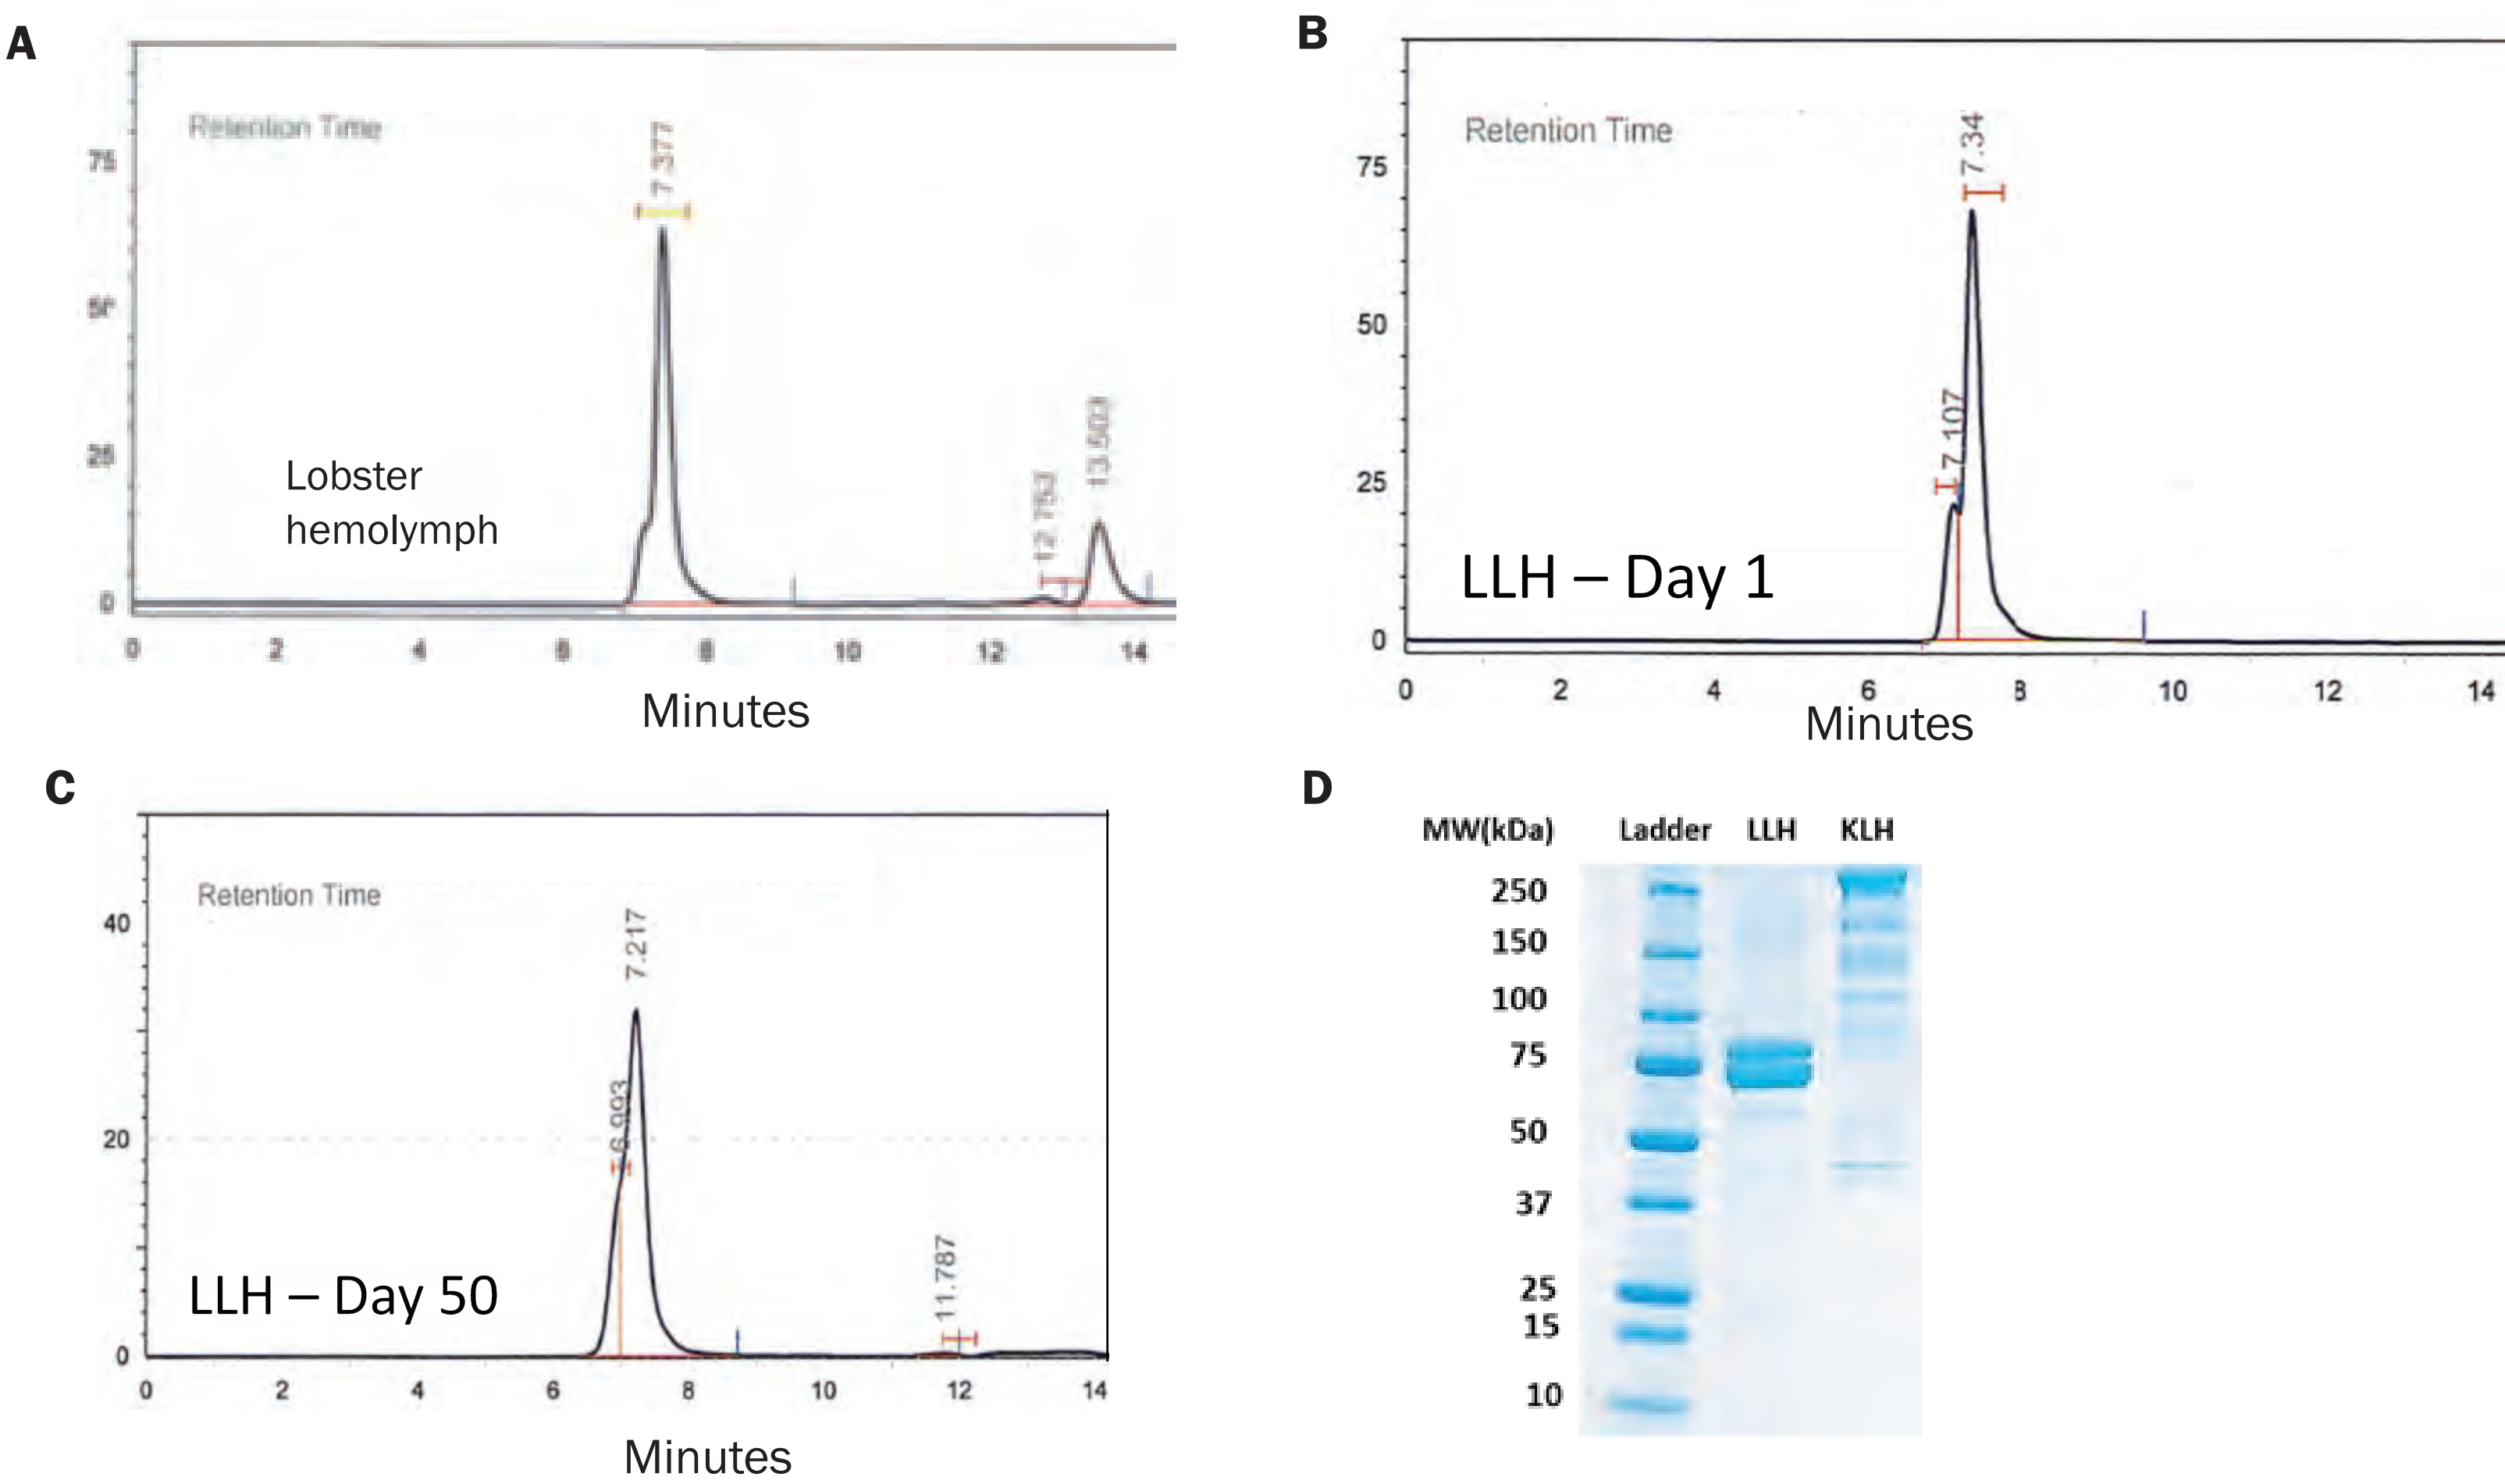 A
Retention Time
7.377
75
25
Lobster
hemolymph
12.753
13.503
0
0 2 4 6 8 10 12 14
Minutes
B
Retention Time
7.34
75
50
7.107
25
LLH – Day 1
0
0 2 4 6 8 10 12 14
Minutes
C
Retention Time
7.217
40
6.993
20
11.787
LLH – Day 50
0
0 2 4 6 8 10 12 14
Minutes
D
MW(kDa) Ladder LLH KLH
250
150
100
75
50
37
25
15
10